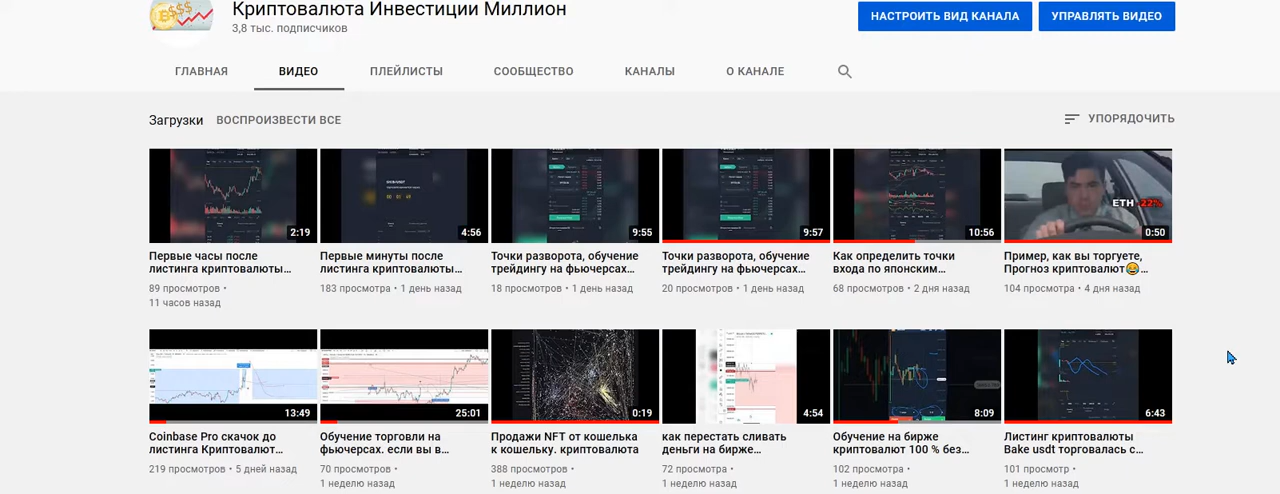 Криптовалюта Инвестиции Миллион
3,8 тыс. подписчиков
НАСТРОИТЬ ВИД КАНАЛА
УПРАВЛЯТЬ ВИДЕО
ГЛАВНАЯ ВИДЕО ПЛЕЙЛИСТЫ СООБЩЕСТВО КАНАЛЫ О КАНАЛЕ
Загрузки ВОСПРОИЗВЕСТИ ВСЕ
УПОРЯДОЧИТЬ
2:19
Первые часы после
листинга криптовалюты...
89 просмотров •
11 часов назад
4:56
Первые минуты после
листинга криптовалюты...
183 просмотра • 1 день назад
9:55
Точки разворота, обучение
трейдингу на фьючерсах...
18 просмотров • 1 день назад
9:57
Точки разворота, обучение
трейдингу на фьючерсах...
20 просмотров • 1 день назад
10:56
Как определить точки
входа по японским...
68 просмотров • 2 дня назад
ETH -22%
0:50
Пример, как вы торгуете,
Прогноз криптовалют😂...
104 просмотра • 4 дня назад
13:49
Coinbase Pro скачок до
листинга Криптовалют...
219 просмотров • 5 дней назад
25:01
Обучение торговли на
фьючерсах. если вы в...
70 просмотров •
1 неделю назад
0:19
Продажи NFT от кошелька
к кошельку. криптовалюта
388 просмотров •
1 неделю назад
4:54
как перестать сливать
деньги на бирже...
72 просмотра •
1 неделю назад
8:09
Обучение на бирже
криптовалют 100 % без...
102 просмотра •
1 неделю назад
6:43
Листинг криптовалюты
Bake usdt торговалась с...
101 просмотр •
1 неделю назад